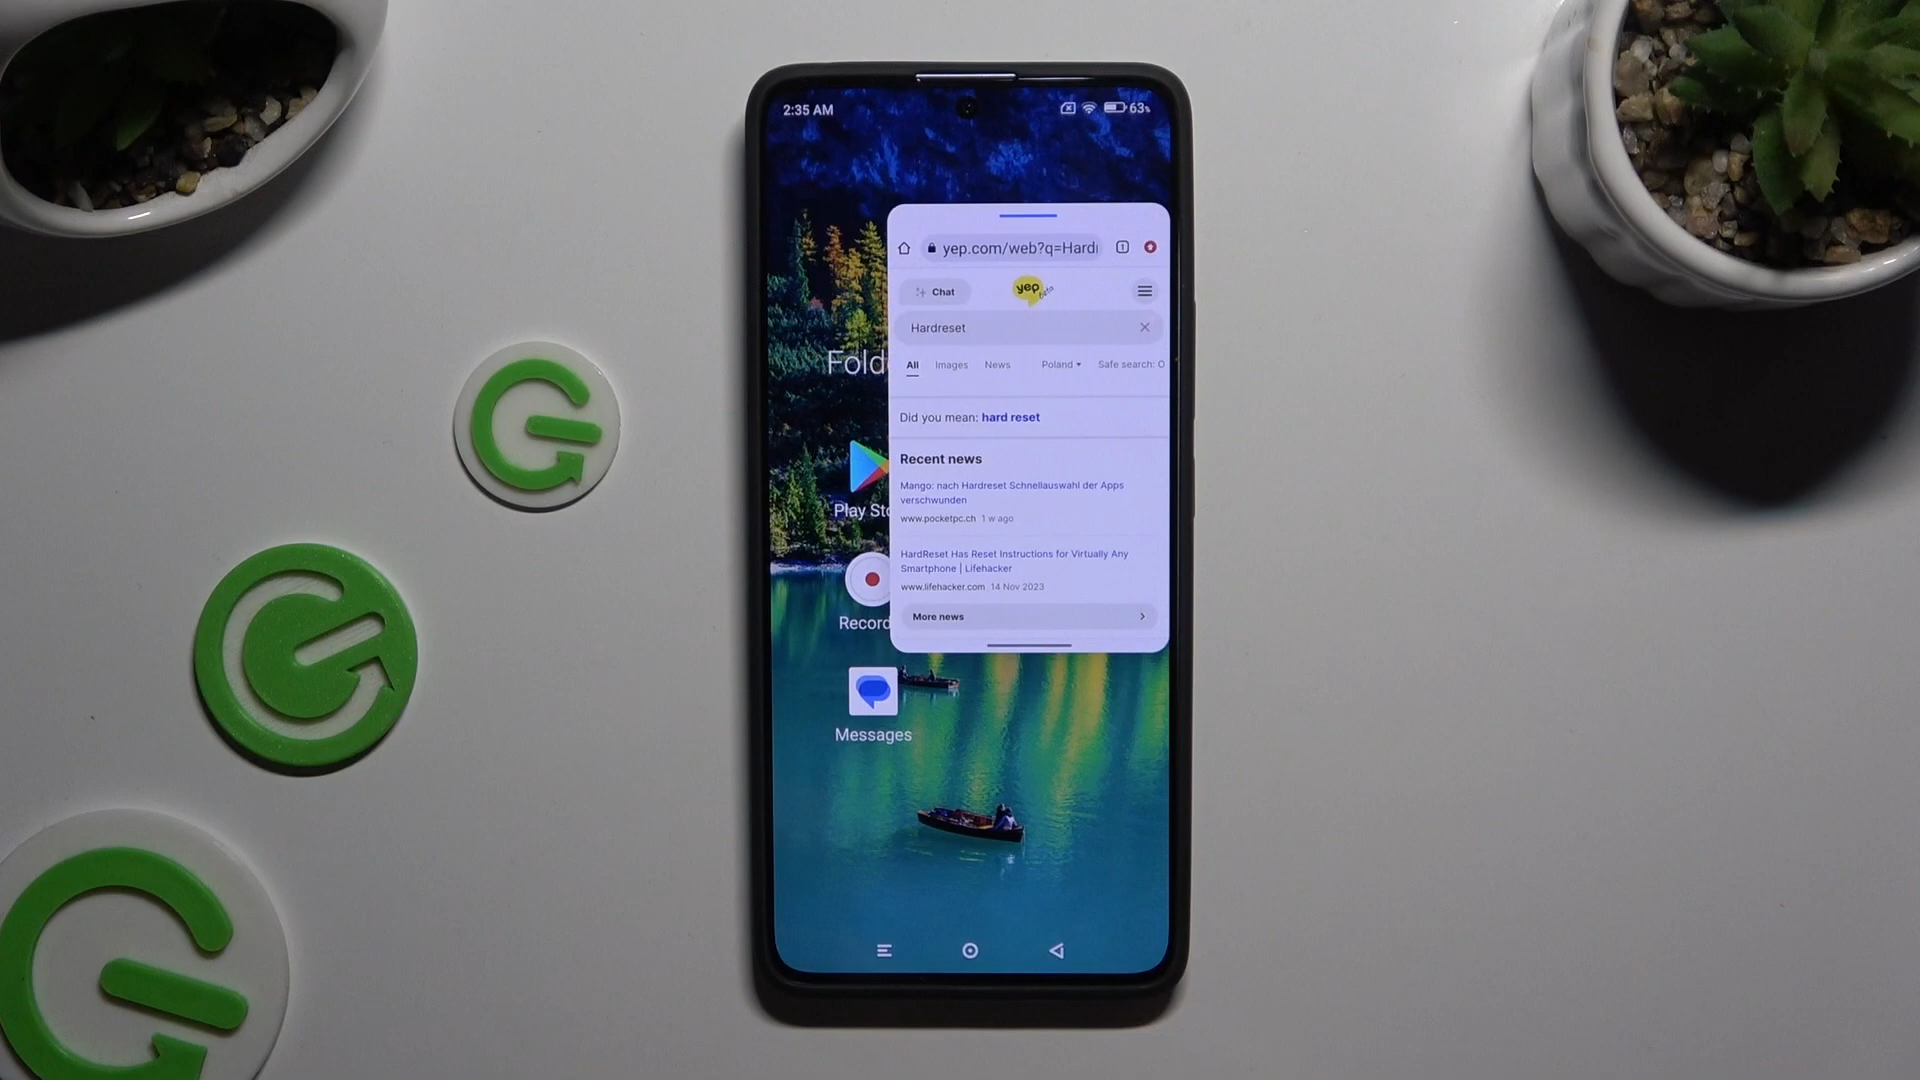 2:35 AM
63%
yep.com/web?q=Hard
1
Chat
yep beta
Hardreset
Fold
All Images News Poland Safe search: O
Did you mean: hard reset
Recent news
Mango: nach Hardreset Schnellauswahl der Apps
verschwunden
www.pocketpc.ch 1 w ago
Play Sto
HardReset Has Reset Instructions for Virtually Any
Smartphone | Lifehacker
www.lifehacker.com 14 Nov 2023
More news
Record
Messages